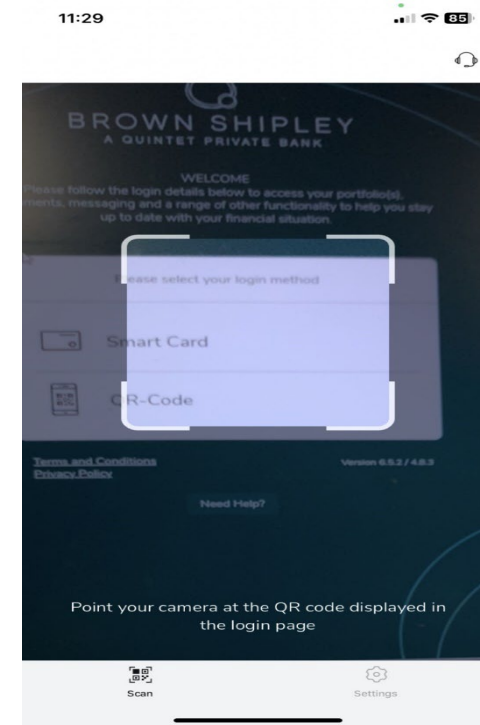 11:29
85
BROWN SHIPLEY
A QUINTET PRIVATE BANK
WELCOME
Please follow the login details below to access your portfolio(s),
messaging and a range of other functionality to help you stay
up to date with your financial situation.
Please select your login method
Smart Card
QR-Code
Terms and Conditions
Version 6.5.2 / 4.8.3
Privacy Policy
Need Help?
Point your camera at the QR code displayed in
the login page
Scan
Settings